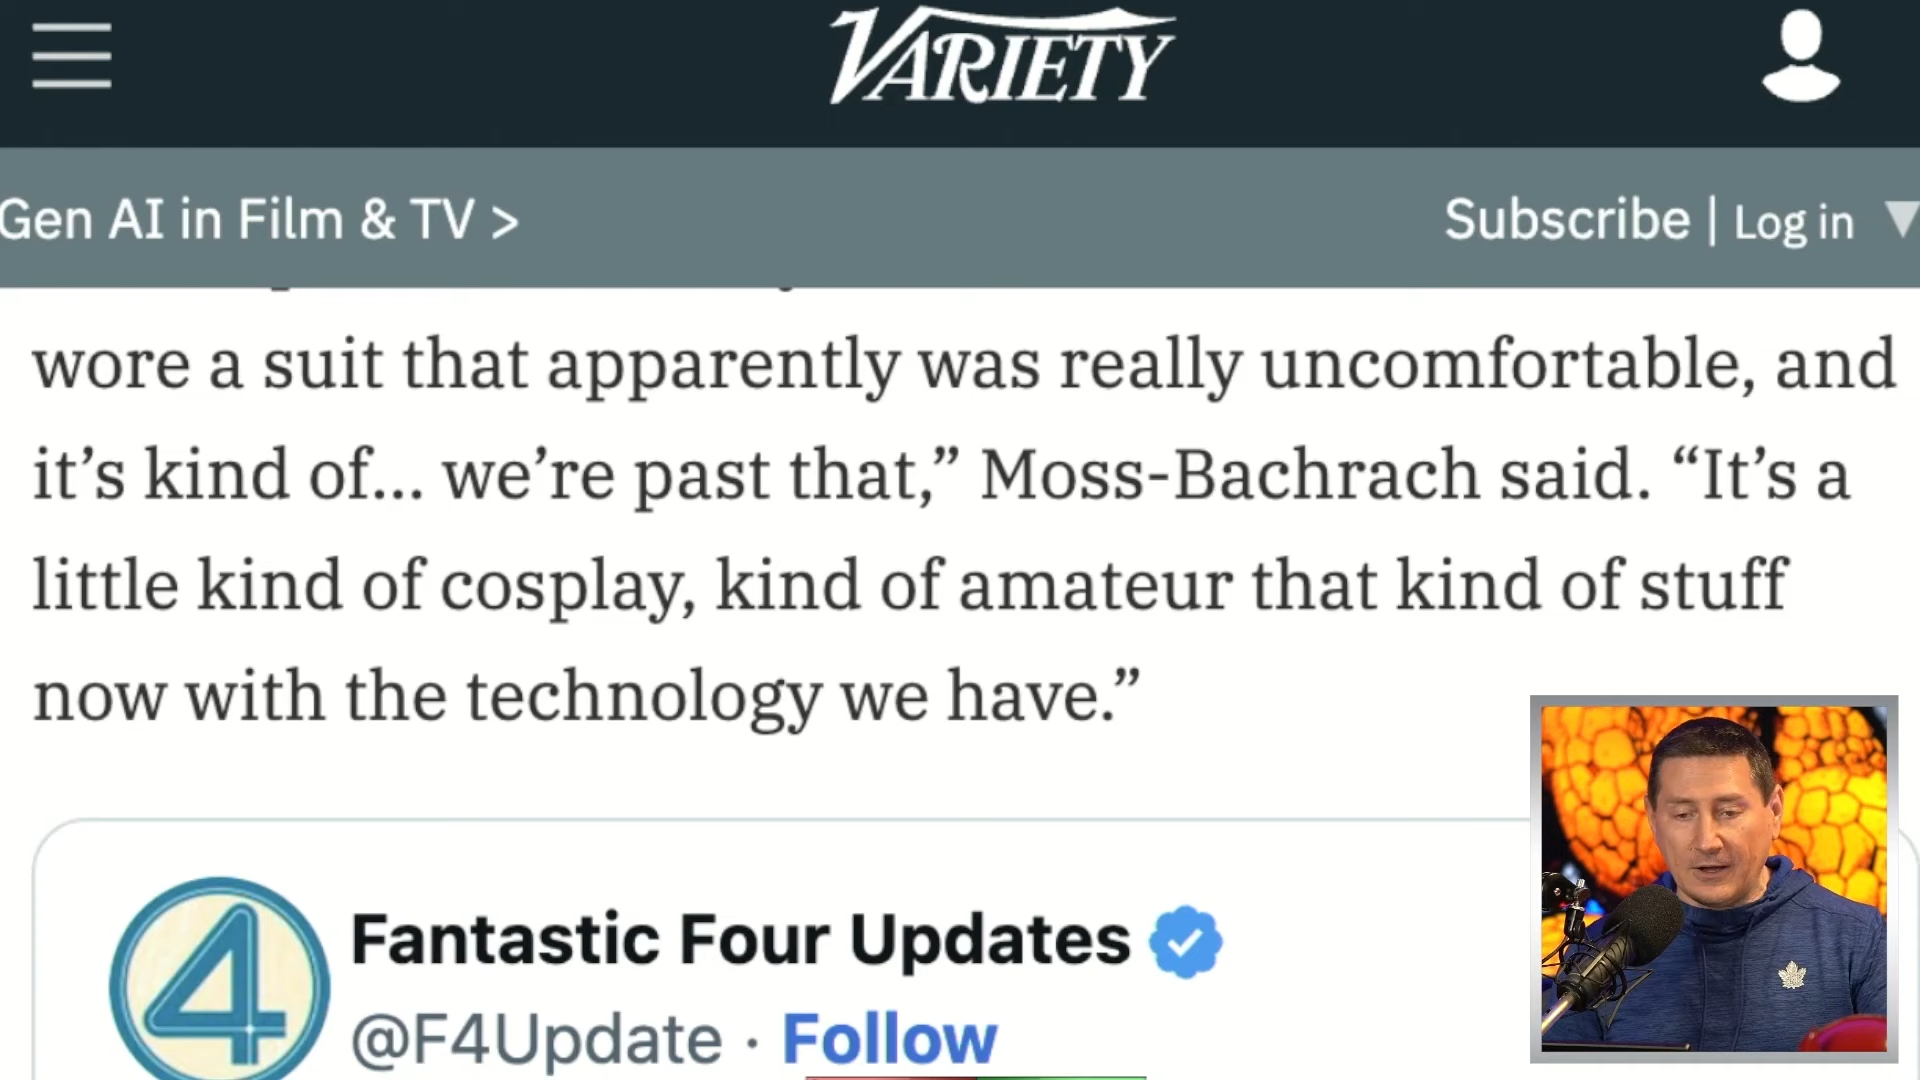 VARIETY
Gen AI in Film & TV >
Subscribe | Log in ▼
wore a suit that apparently was really uncomfortable, and
it’s kind of... we’re past that,” Moss-Bachrach said. “It’s a
little kind of cosplay, kind of amateur that kind of stuff
now with the technology we have.”
4
Fantastic Four Updates
@F4Update · Follow